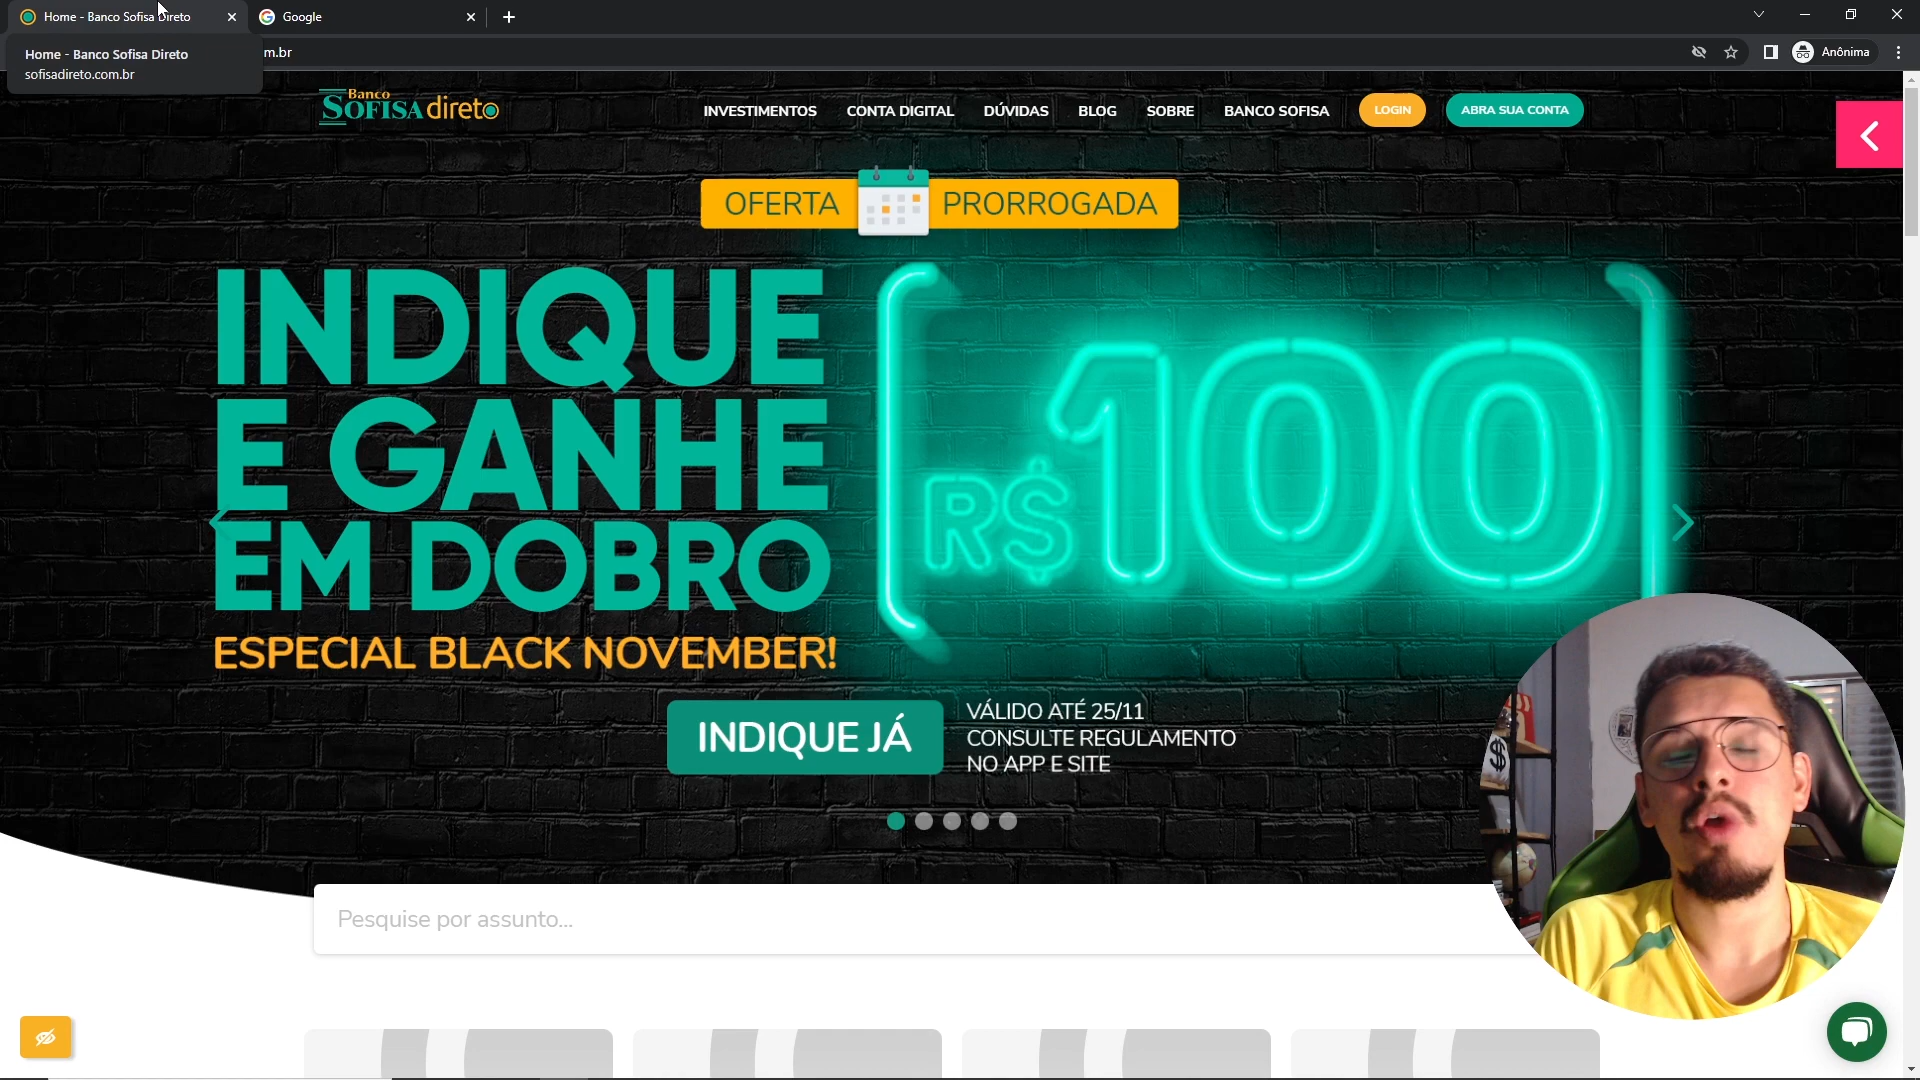 Home - Banco Sofisa Direto
Google
Home - Banco Sofisa Direto
sofisadireto.com.br
m.br
Anônima
Banco
SOFISA direto
INVESTIMENTOS
CONTA DIGITAL
DÚVIDAS
BLOG
SOBRE
BANCO SOFISA
LOGIN
ABRA SUA CONTA
OFERTA PRORROGADA
INDIQUE
E GANHE
EM DOBRO
ESPECIAL BLACK NOVEMBER!
R$100
INDIQUE JÁ
VÁLIDO ATÉ 25/11
CONSULTE REGULAMENTO
NO APP E SITE
Pesquise por assunto...
$